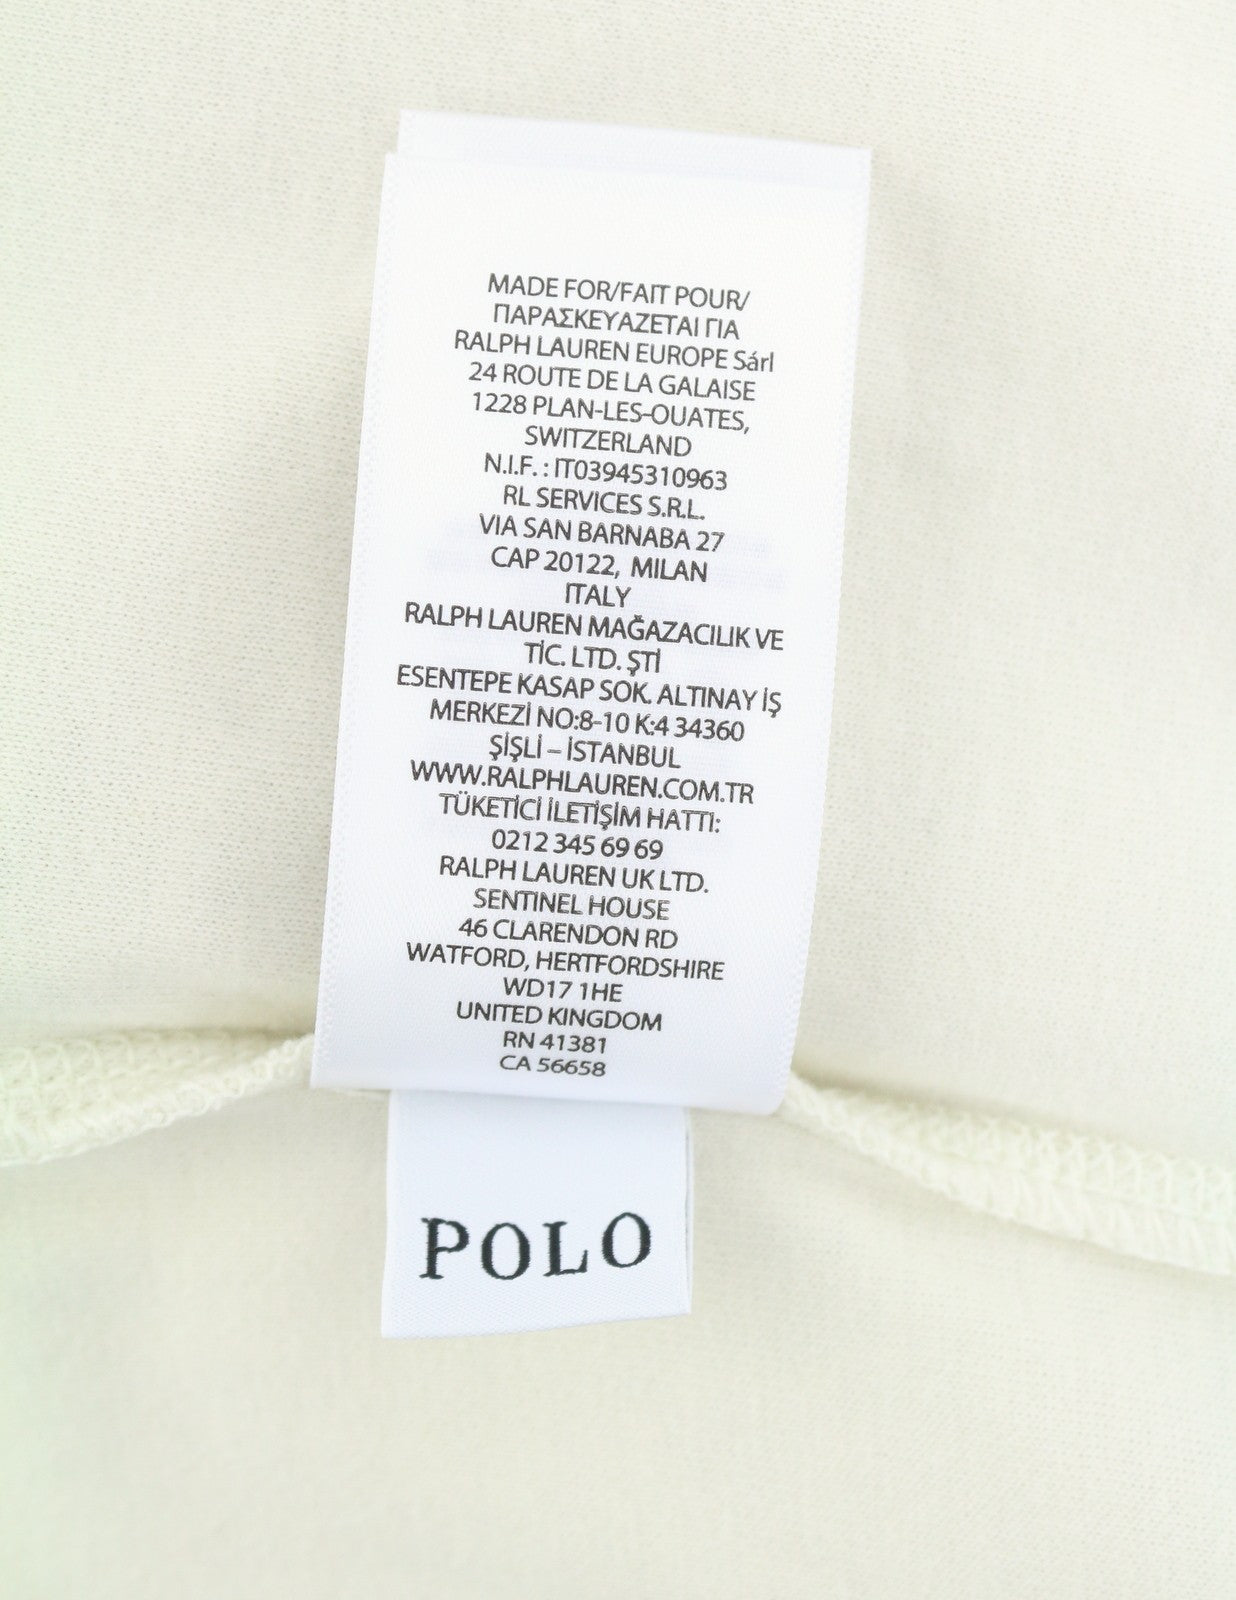 MADE FOR/FAIT POUR/
ΠΑΡΑΣΚΕΥΑΖΕΤΑΙ ΓΙΑ
RALPH LAUREN EUROPE Sárl
24 ROUTE DE LA GALAISE
1228 PLAN-LES-OUATES,
SWITZERLAND
N.I.F. : IT03945310963
RL SERVICES S.R.L.
VIA SAN BARNABA 27
CAP 20122, MILAN
ITALY
RALPH LAUREN MAĞAZACILIK VE
TİC. LTD. ŞTİ
ESENTEPE KASAP SOK. ALTINAY İŞ
MERKEZİ NO:8-10 K:4 34360
ŞİŞLİ – İSTANBUL
WWW.RALPHLAUREN.COM.TR
TÜKETİCİ İLETİŞİM HATTI:
0212 345 69 69
RALPH LAUREN UK LTD.
SENTINEL HOUSE
46 CLARENDON RD
WATFORD, HERTFORDSHIRE
WD17 1HE
UNITED KINGDOM
RN 41381
CA 56658
POLO